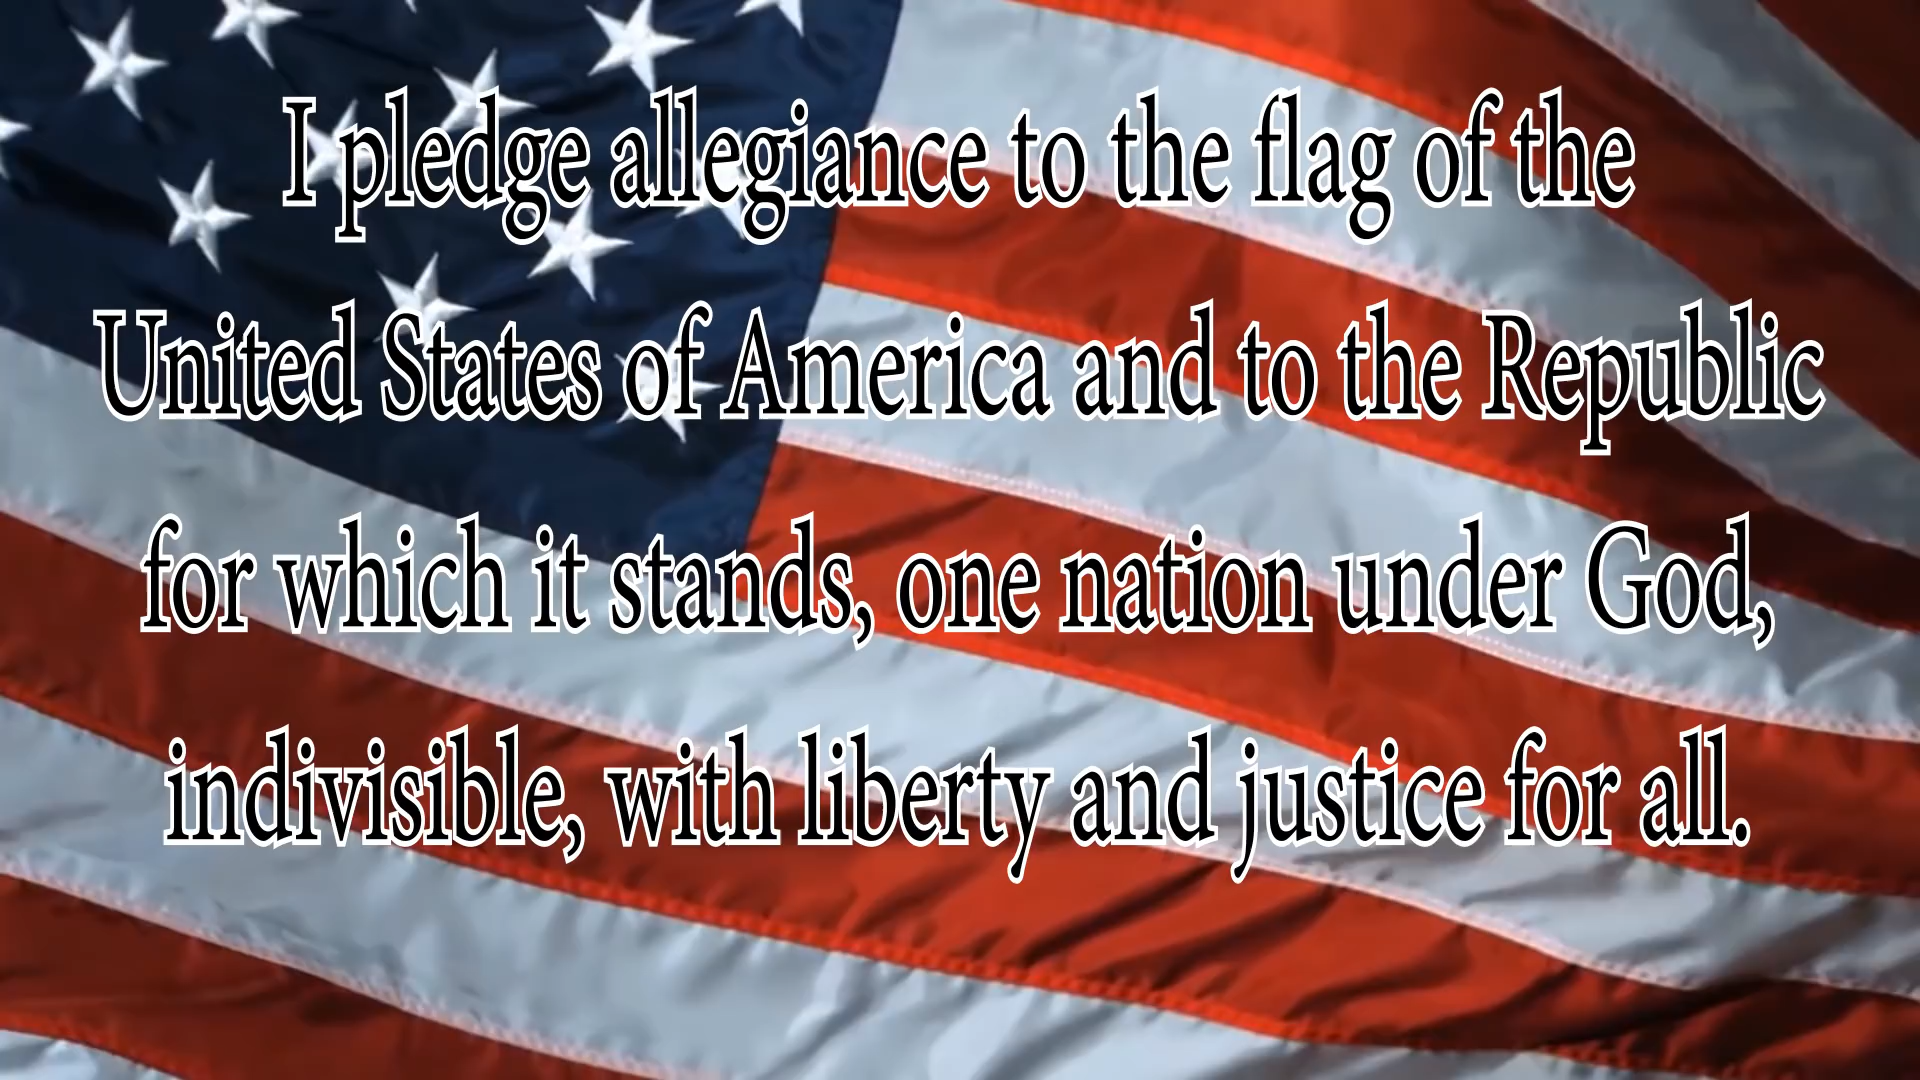 I pledge allegiance to the flag of the
United States of America and to the Republic
for which it stands, one nation under God,
indivisible, with liberty and justice for all.